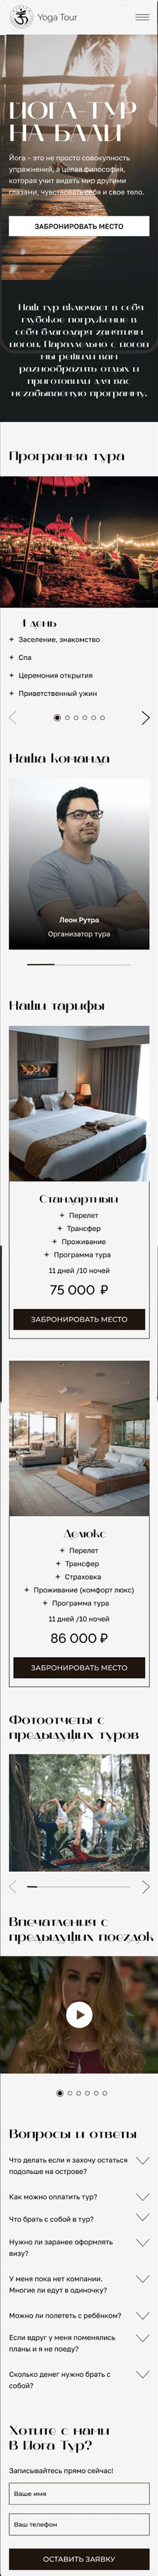 Yoga Tour
ЙОГА-ТУР
НА БАЛИ
Йога – это не просто совокупность
упражнений, а целая философия,
которая учит видеть мир другими
глазами, чувствовать себя и свое тело.
ЗАБРОНИРОВАТЬ МЕСТО
Наш тур включает в себя
глубокое погружение в
себя благодаря занятиям
йогой. Параллельно с йогой
мы решили вам
разнообразить отдых и
приготовили для вас
незабываемую программу.
Программа тура
1 день
+ Заселение, знакомство
+ Спа
+ Церемония открытия
+ Приветственный ужин
Наша команда
Леон Рутра
Организатор тура
Наши тарифы
Стандартный
+ Перелет
+ Трансфер
+ Проживание
+ Программа тура
11 дней /10 ночей
75 000 ₽
ЗАБРОНИРОВАТЬ МЕСТО
Делюкс
+ Перелет
+ Трансфер
+ Страховка
+ Проживание (комфорт люкс)
+ Программа тура
11 дней /10 ночей
86 000 ₽
ЗАБРОНИРОВАТЬ МЕСТО
Фотоотчеты с
предыдущих туров
Впечатления с
предыдущих поездок
Вопросы и ответы
Что делать если я захочу остаться
подольше на острове?
Как можно оплатить тур?
Что брать с собой в тур?
Нужно ли заранее оформлять
визу?
У меня пока нет компании.
Многие ли едут в одиночку?
Можно ли полететь с ребёнком?
Если вдруг у меня поменялись
планы и я не поеду?
Сколько денег нужно брать с
собой?
Хотите с нами
В Йога Тур?
Записывайтесь прямо сейчас!
Ваше имя
Ваш телефон
ОСТАВИТЬ ЗАЯВКУ